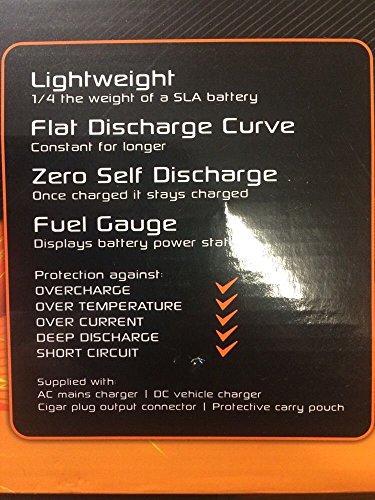 Lightweight
1/4 the weight of a SLA battery
Flat Discharge Curve
Constant for longer
Zero Self Discharge
Once charged it stays charged
Fuel Gauge
Displays battery power
Protection against:
OVERCHARGE
OVER TEMPERATURE
OVER CURRENT
DEEP DISCHARGE
SHORT CIRCUIT
Supplied with
AC mains charger | DC vehicle charger
Cigar plug output connector | Protective carry pouch